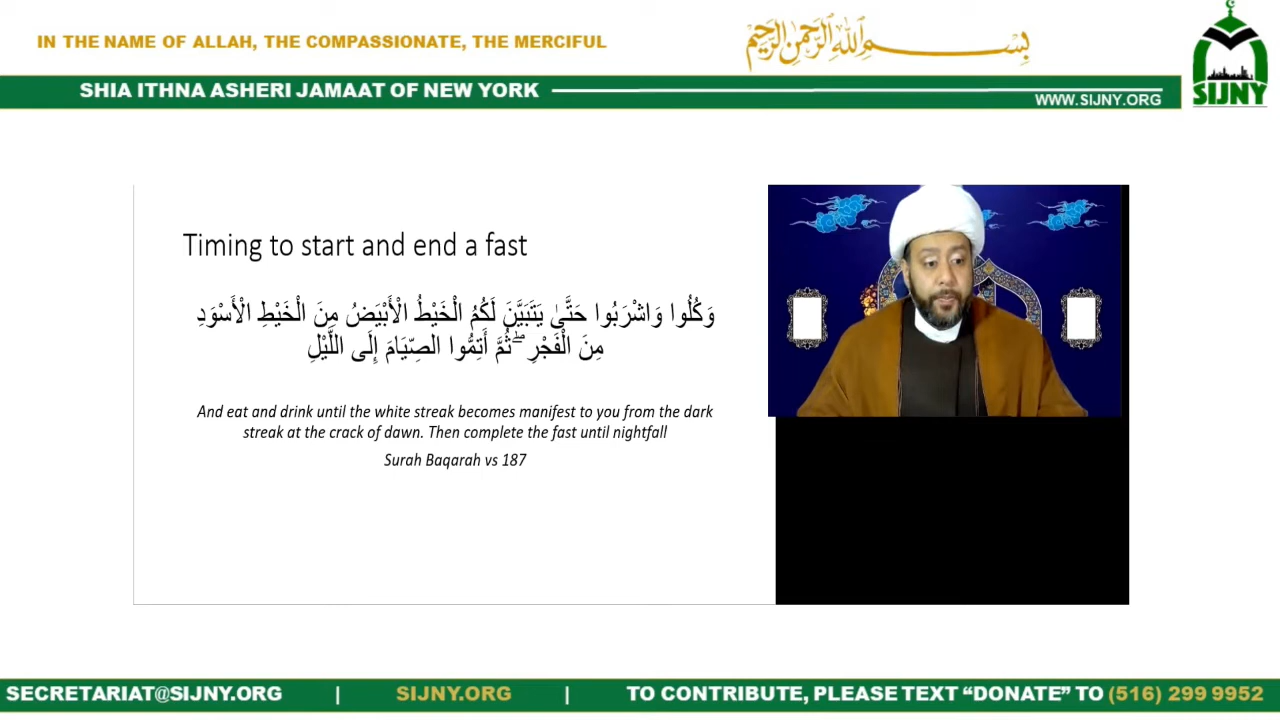 IN THE NAME OF ALLAH, THE COMPASSIONATE, THE MERCIFUL
بسم الله الرحمن الرحيم
SHIA ITHNA ASHERI JAMAAT OF NEW YORK
WWW.SIJNY.ORG
SIJNY
Timing to start and end a fast
وَكُلُوا وَاشْرَبُوا حَتَّىٰ يَتَبَيَّنَ لَكُمُ الْخَيْطُ الْأَبْيَضُ مِنَ الْخَيْطِ الْأَسْوَدِ
مِنَ الْفَجْرِ ۖ ثُمَّ أَتِمُّوا الصِّيَامَ إِلَى اللَّيْلِ
And eat and drink until the white streak becomes manifest to you from the dark
streak at the crack of dawn. Then complete the fast until nightfall
Surah Baqarah vs 187
SECRETARIAT@SIJNY.ORG | SIJNY.ORG | TO CONTRIBUTE, PLEASE TEXT “DONATE” TO (516) 299 9952